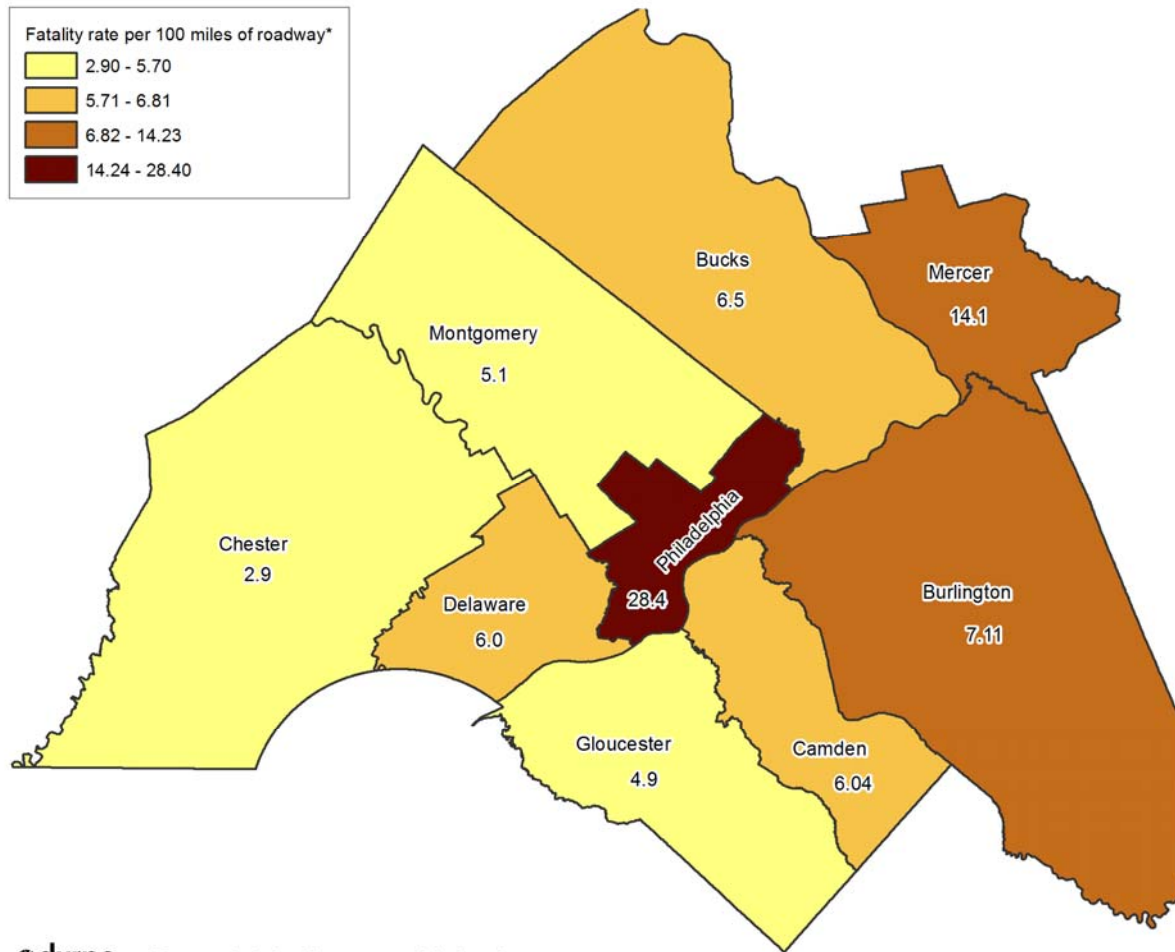 Fatality rate per 100 miles of roadway*
2.90 - 5.70
5.71 - 6.81
6.82 - 14.23
14.24 - 28.40
Bucks
6.5
Mercer
14.1
Montgomery
5.1
Philadelphia
28.4
Chester
2.9
Delaware
6.0
Burlington
7.11
Gloucester
4.9
Camden
6.04